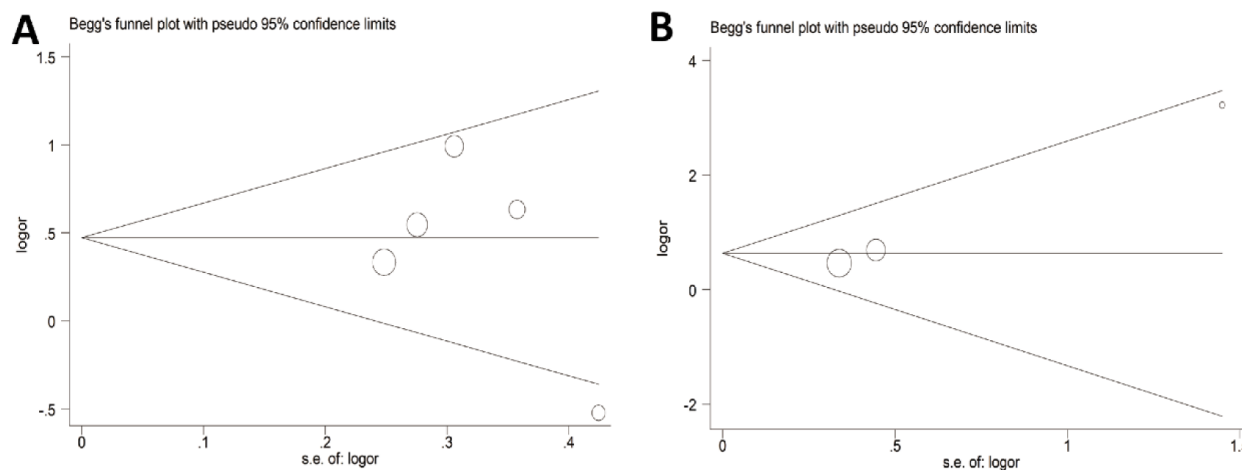 A
Begg's funnel plot with pseudo 95% confidence limits
1.5
1
.5
0
-.5
logor
0
.1
.2
.3
.4
s.e. of: logor
B
Begg's funnel plot with pseudo 95% confidence limits
4
2
0
-2
logor
0
.5
1
1.
s.e. of: logor